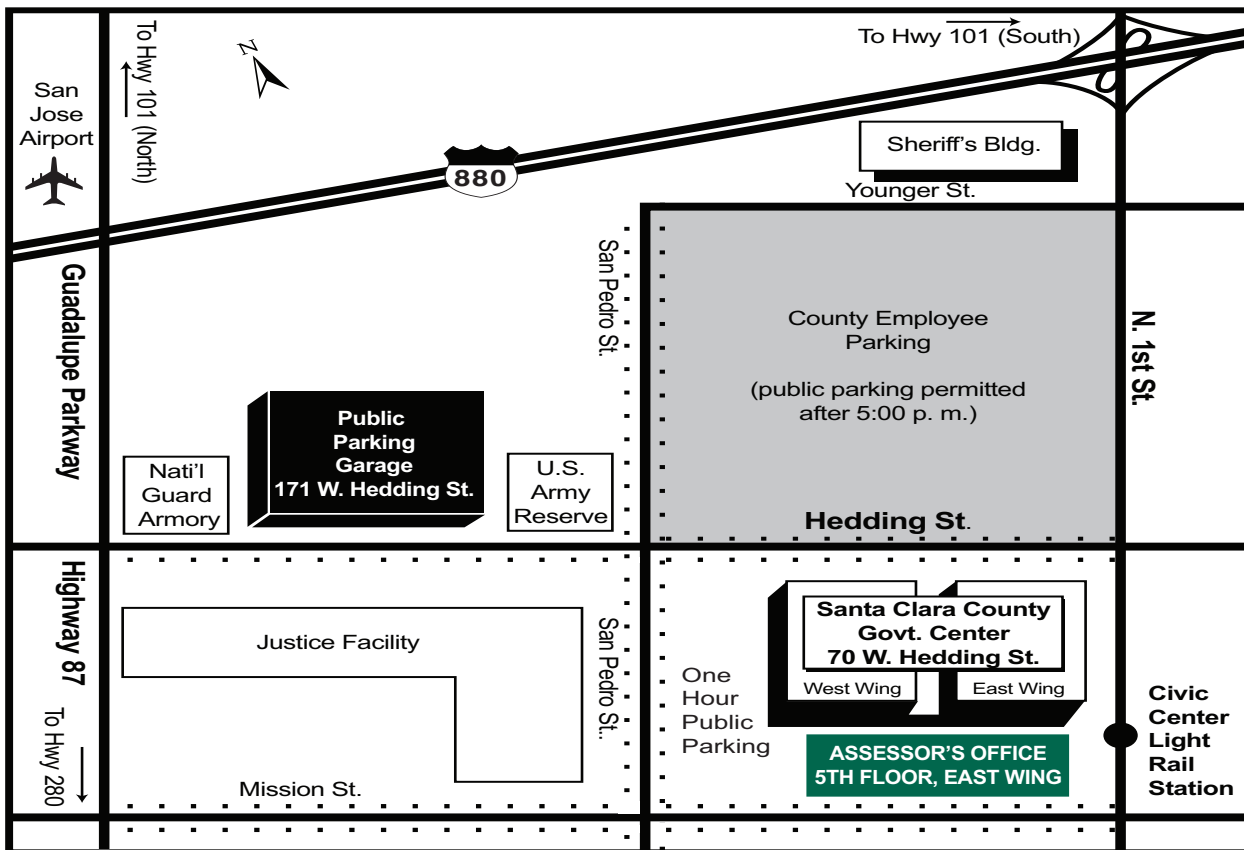 To Hwy 101 (South)
N
To Hwy 101 (North)
San
Jose
Airport
880
Sheriff's Bldg.
Younger St.
San Pedro St.
Guadalupe Parkway
County Employee
Parking
(public parking permitted
after 5:00 p. m.)
N. 1st St.
Public
Parking
Garage
171 W. Hedding St.
Nati'l
Guard
Armory
U.S.
Army
Reserve
Hedding St.
Highway 87
To Hwy 280
Justice Facility
San Pedro St..
Mission St.
One
Hour
Public
Parking
Santa Clara County
Govt. Center
70 W. Hedding St.
West Wing
East Wing
ASSESSOR'S OFFICE
5TH FLOOR, EAST WING
Civic
Center
Light
Rail
Station